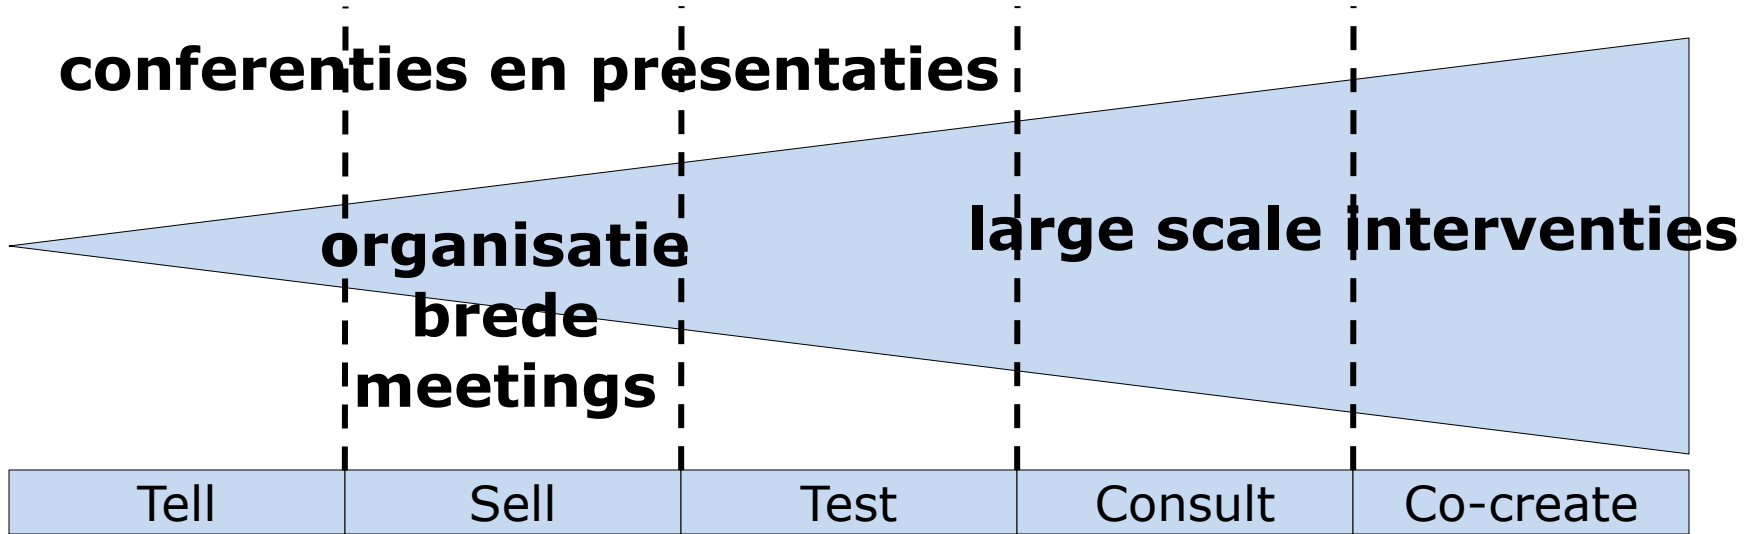 conferenties en presentaties
large scale interventies
organisatie
brede
meetings
Tell
Sell
Test
Consult
Co-create